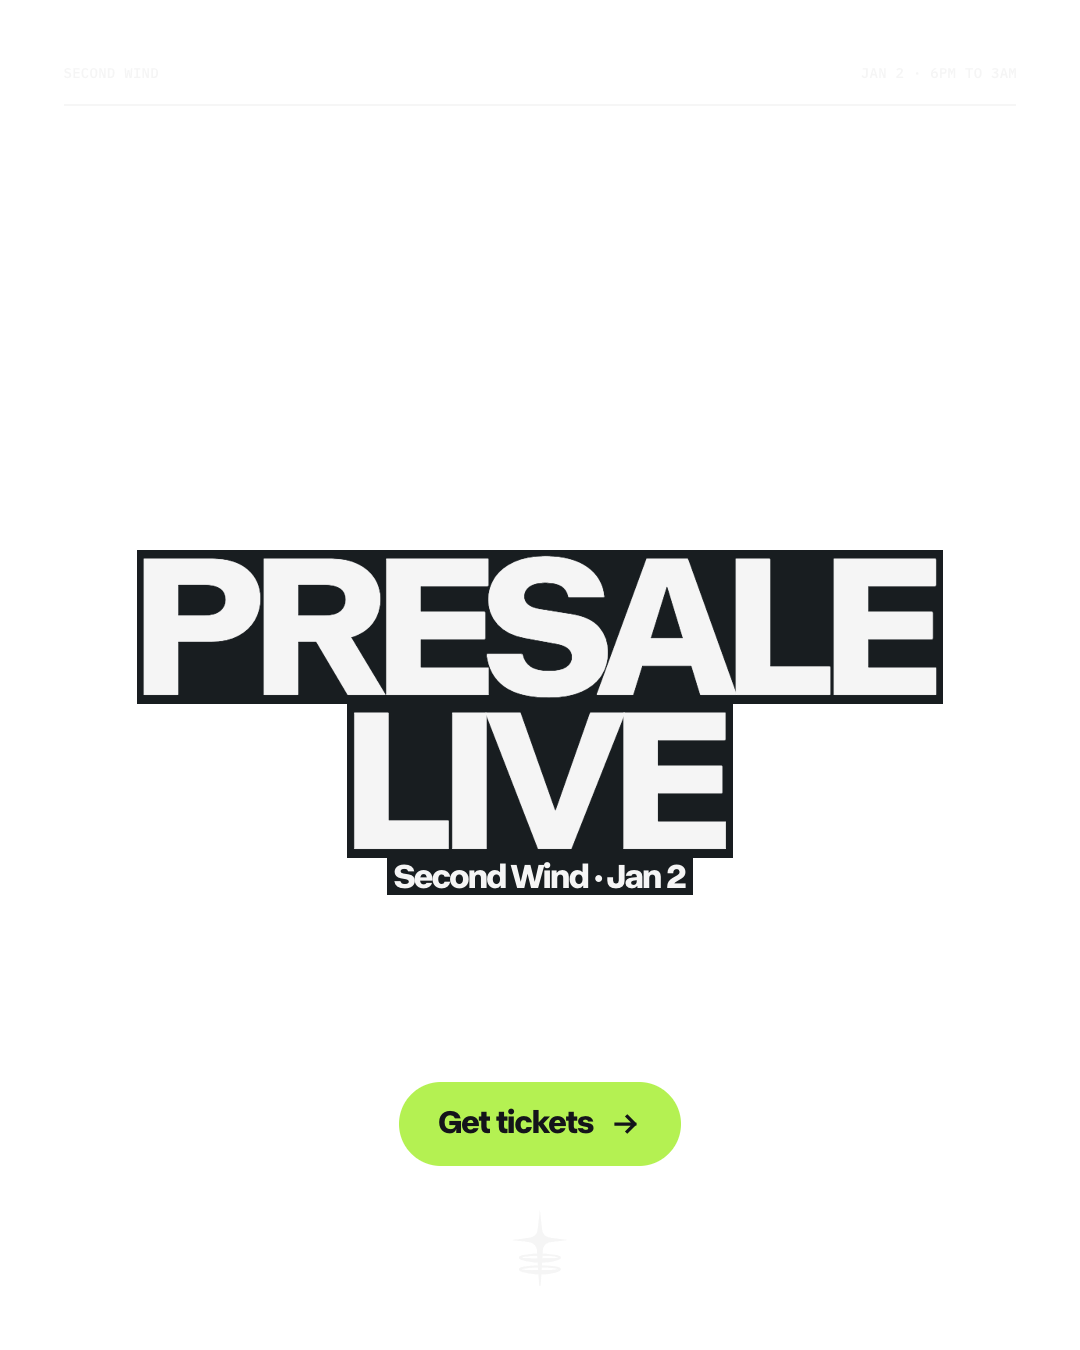 SECOND WIND
JAN 2 · 6PM TO 3AM
PRESALE
LIVE
Second Wind · Jan 2
Get tickets →